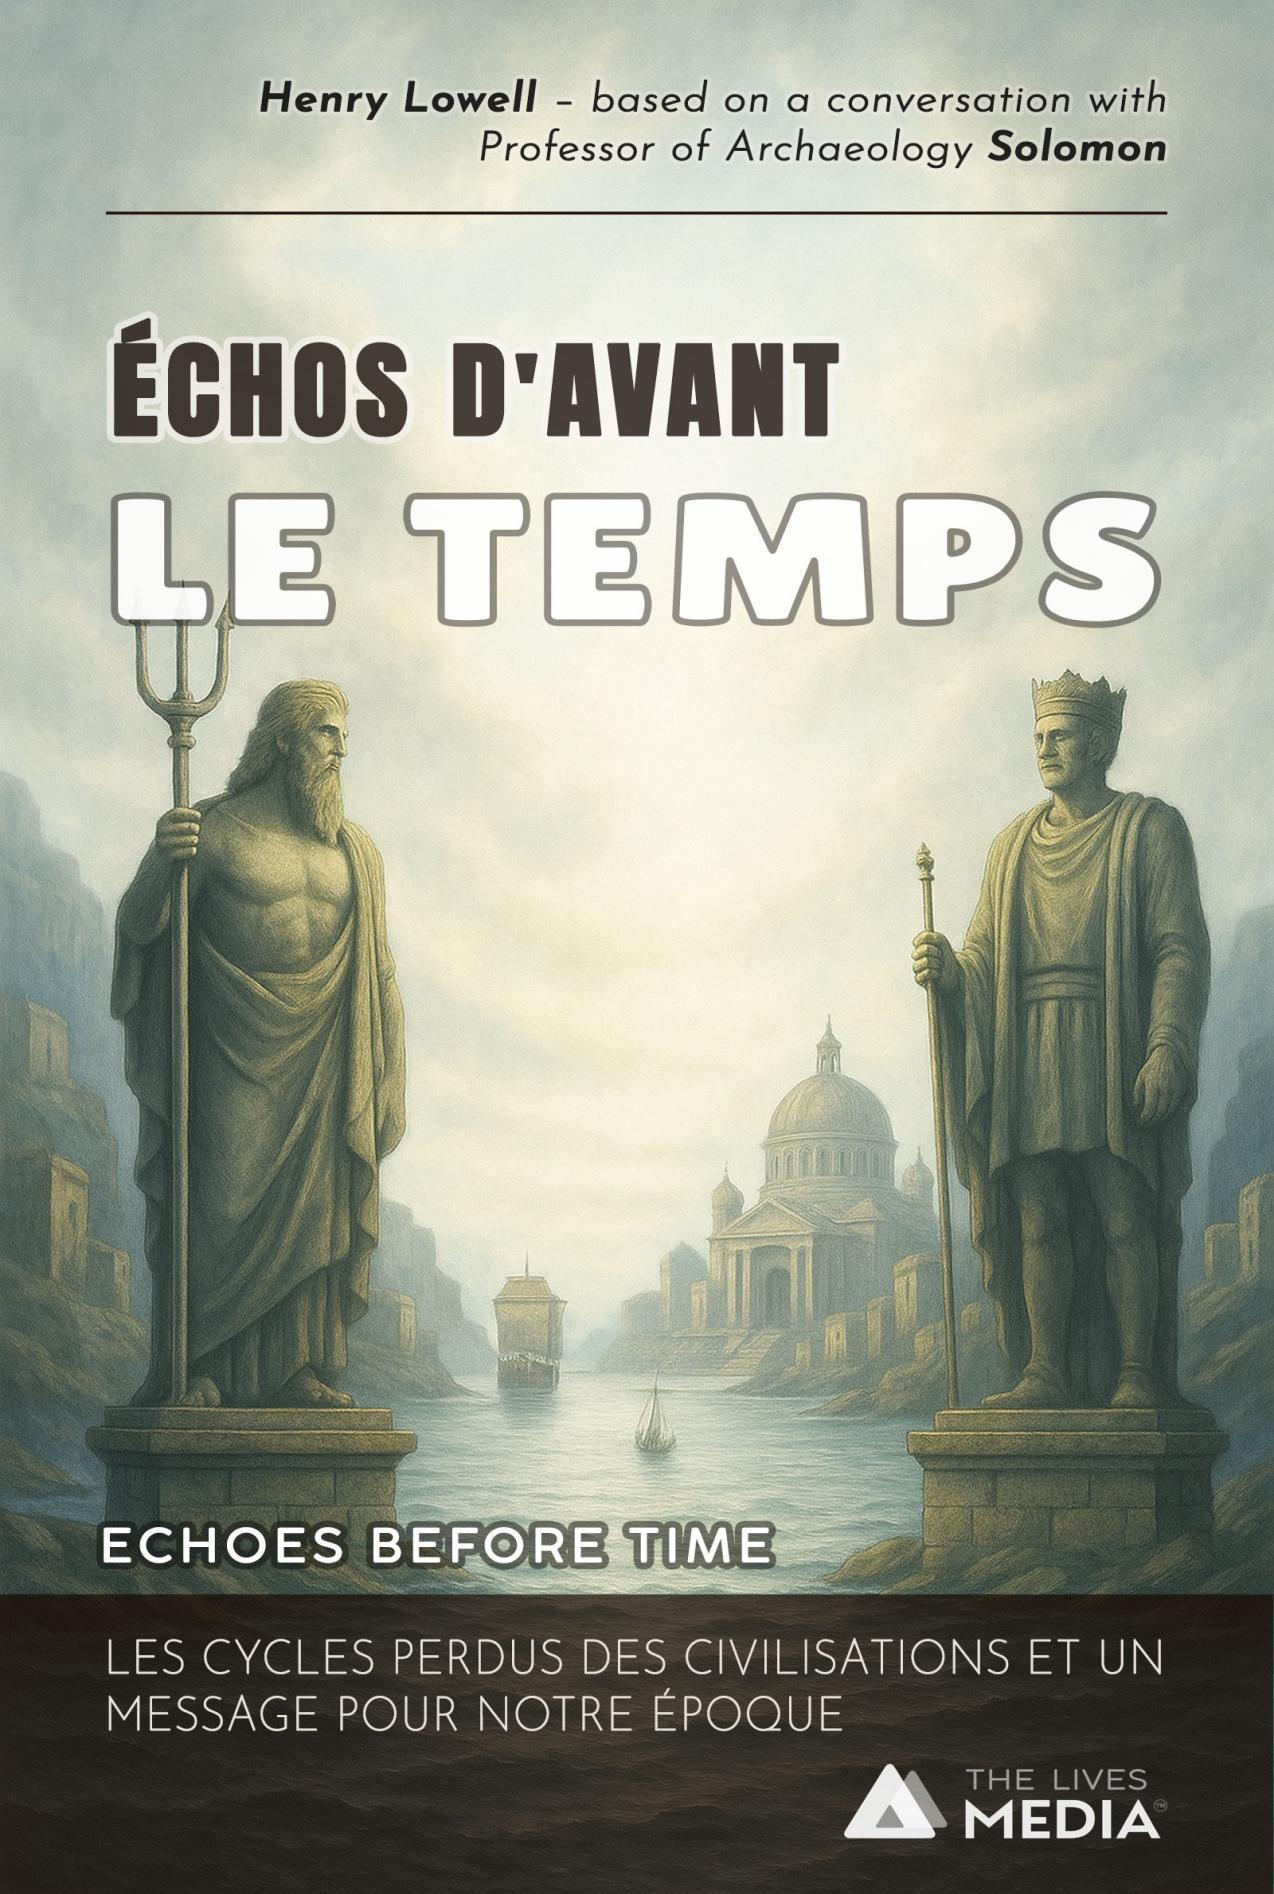 Henry Lowell – based on a conversation with
Professor of Archaeology Solomon
ÉCHOS D'AVANT
LE TEMPS
ECHOES BEFORE TIME
LES CYCLES PERDUS DES CIVILISATIONS ET UN
MESSAGE POUR NOTRE ÉPOQUE
THE LIVES
MEDIA™